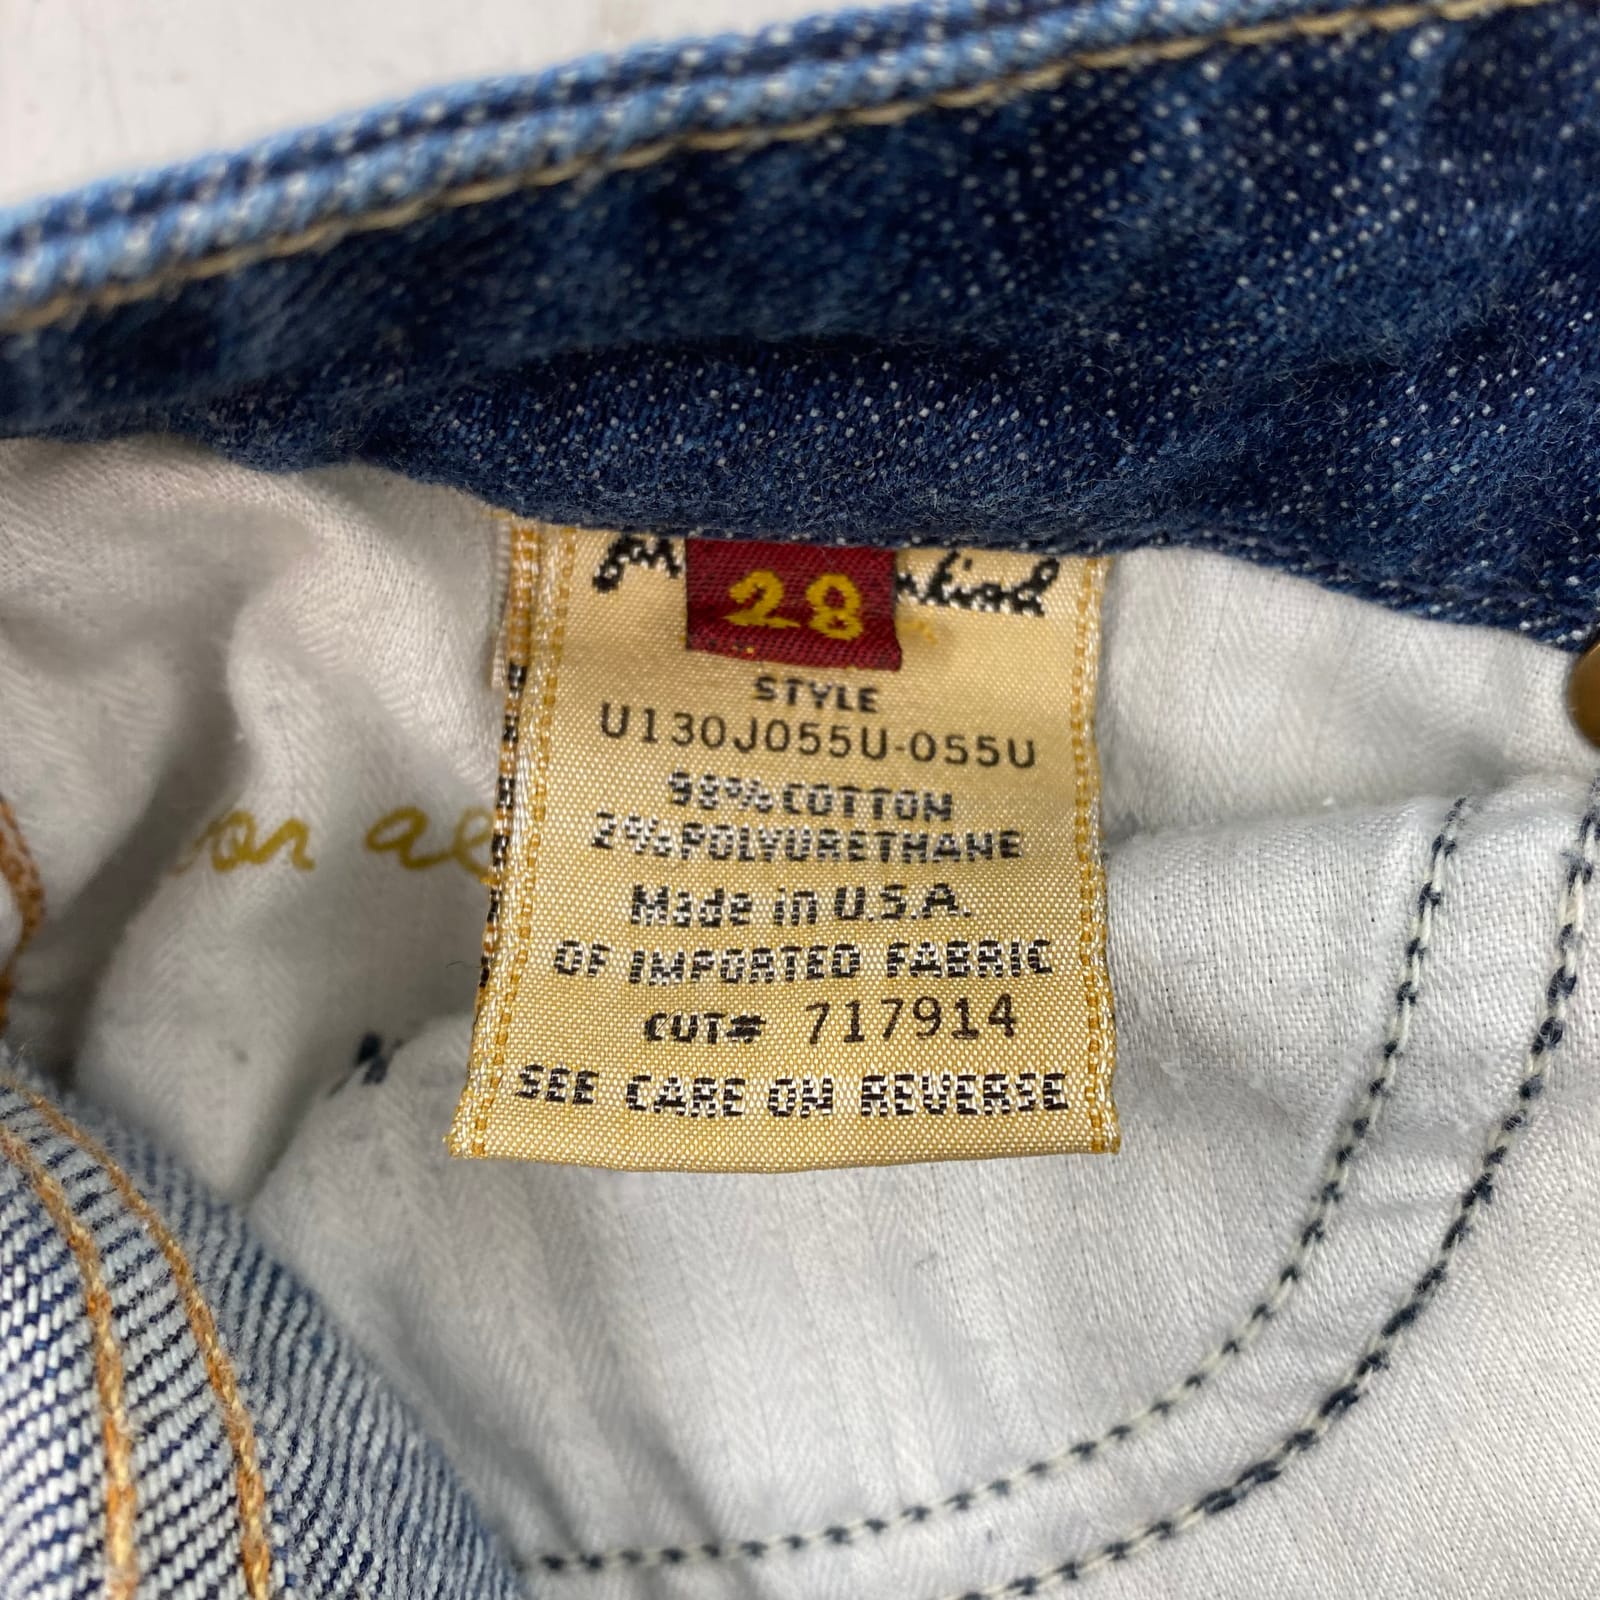 for
28
STYLE
U130J055U-055U
98% COTTON
2% POLYURETHANE
Made in U.S.A.
OF IMPORTED FABRIC
CUT# 717914
SEE CARE ON REVERSE